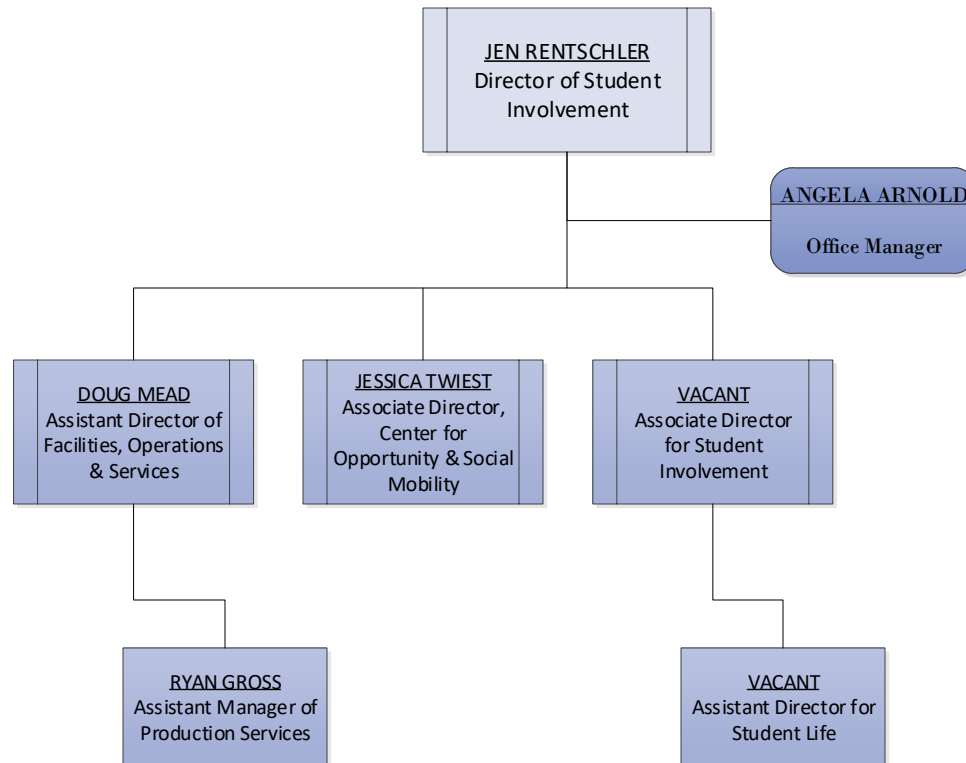 JEN RENTSCHLER
Director of Student
Involvement
ANGELA ARNOLD
Office Manager
DOUG MEAD
Assistant Director of
Facilities, Operations
& Services
JESSICA TWIEST
Associate Director,
Center for
Opportunity & Social
Mobility
VACANT
Associate Director
for Student
Involvement
RYAN GROSS
Assistant Manager of
Production Services
VACANT
Assistant Director for
Student Life